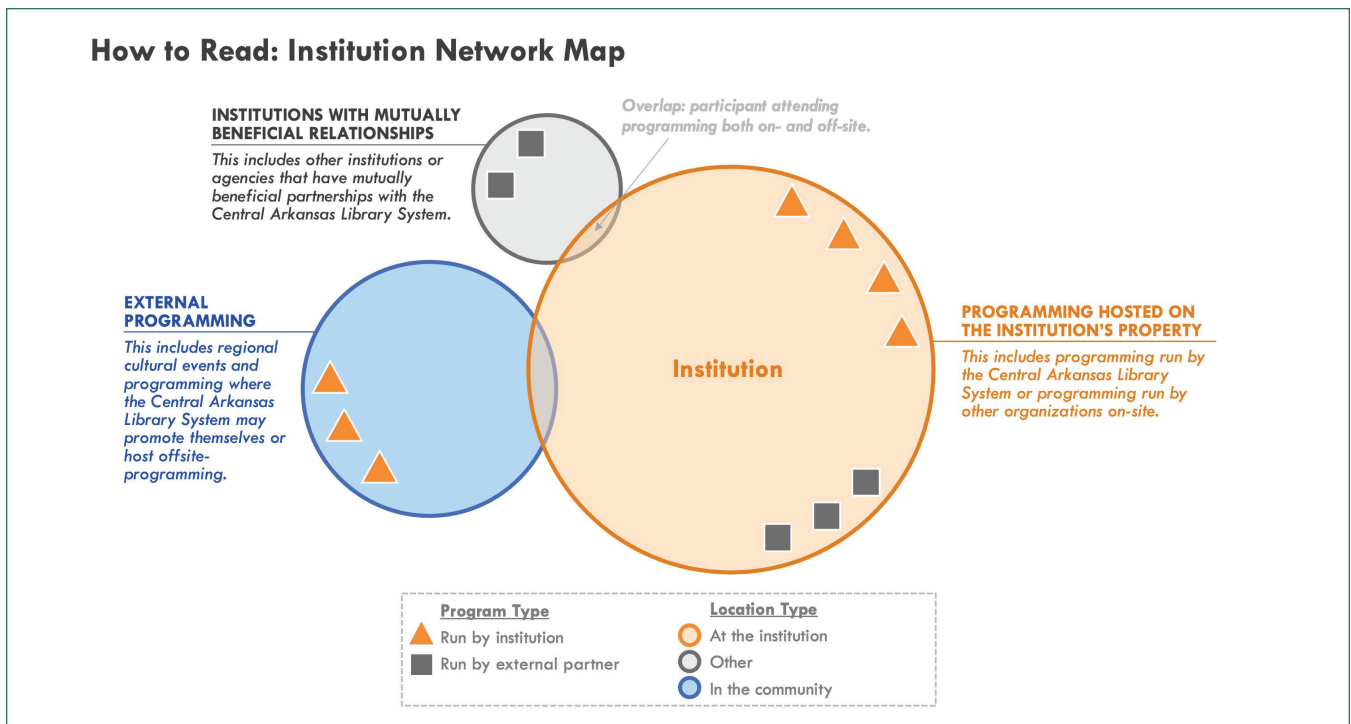 How to Read: Institution Network Map
INSTITUTIONS WITH MUTUALLY
BENEFICIAL RELATIONSHIPS
This includes other institutions or
agencies that have mutually
beneficial partnerships with the
Central Arkansas Library System.
Overlap: participant attending
programming both on- and off-site.
EXTERNAL
PROGRAMMING
This includes regional
cultural events and
programming where
the Central Arkansas
Library System may
promote themselves or
host offsite-
programming.
Institution
PROGRAMMING HOSTED ON
THE INSTITUTION'S PROPERTY
This includes programming run by
the Central Arkansas Library
System or programming run by
other organizations on-site.
Program Type
Run by institution
Run by external partner
Location Type
At the institution
Other
In the community